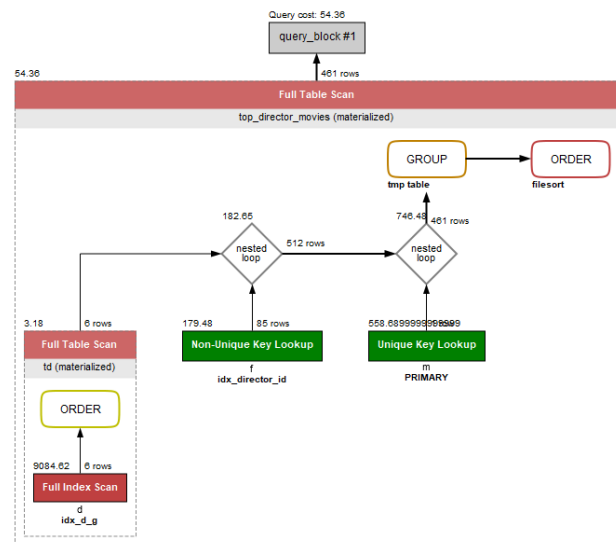 Query cost: 54.36
query_block #1
54.36
461 rows
Full Table Scan
top_director_movies (materialized)
GROUP
ORDER
tmp table
filesort
182.65
746.48
461 rows
nested
loop
512 rows
nested
loop
3.18
6 rows
179.48
85 rows
558.6899999999999
Full Table Scan
Non-Unique Key Lookup
Unique Key Lookup
td (materialized)
f
idx_director_id
m
PRIMARY
ORDER
9084.62
6 rows
Full Index Scan
d
idx_d_g